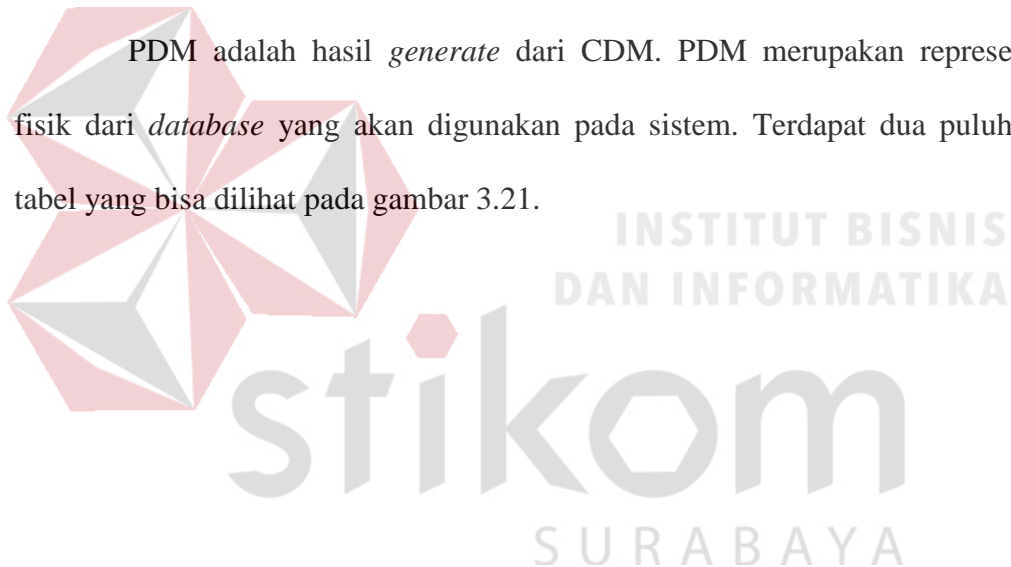 PDM adalah hasil generate dari CDM. PDM merupakan represe
fisik dari database yang akan digunakan pada sistem. Terdapat dua puluh
tabel yang bisa dilihat pada gambar 3.21.
INSTITUT BISNIS
DAN INFORMATIKA
stikom
SURABAYA